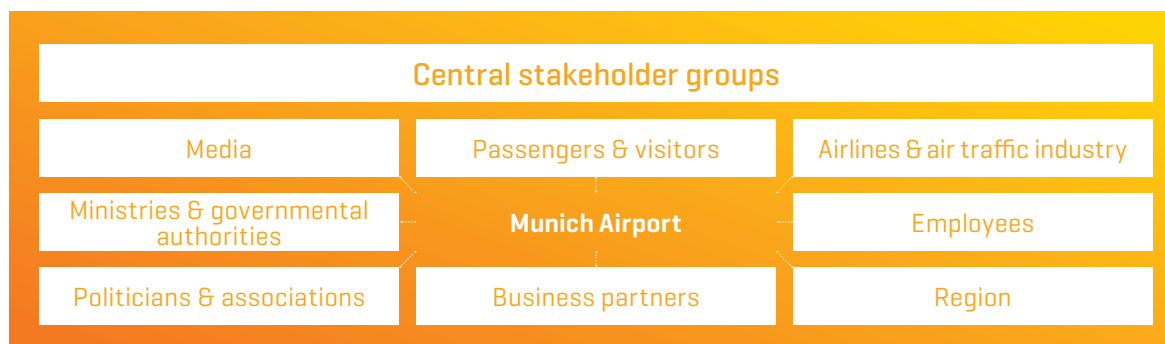 Central stakeholder groups
Media
Passengers & visitors
Airlines & air traffic industry
Ministries & governmental
authorities
Munich Airport
Employees
Politicians & associations
Business partners
Region